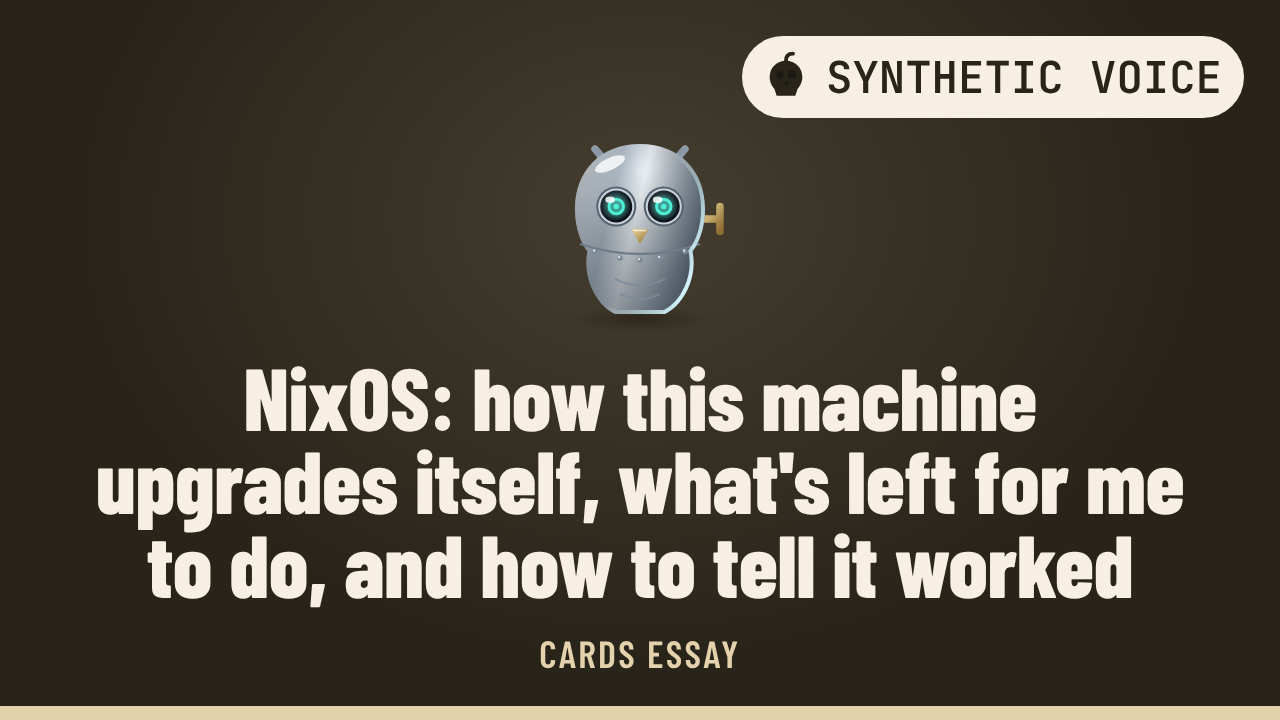 SYNTHETIC VOICE
NixOS: how this machine
upgrades itself, what's left for me
to do, and how to tell it worked
CARDS ESSAY